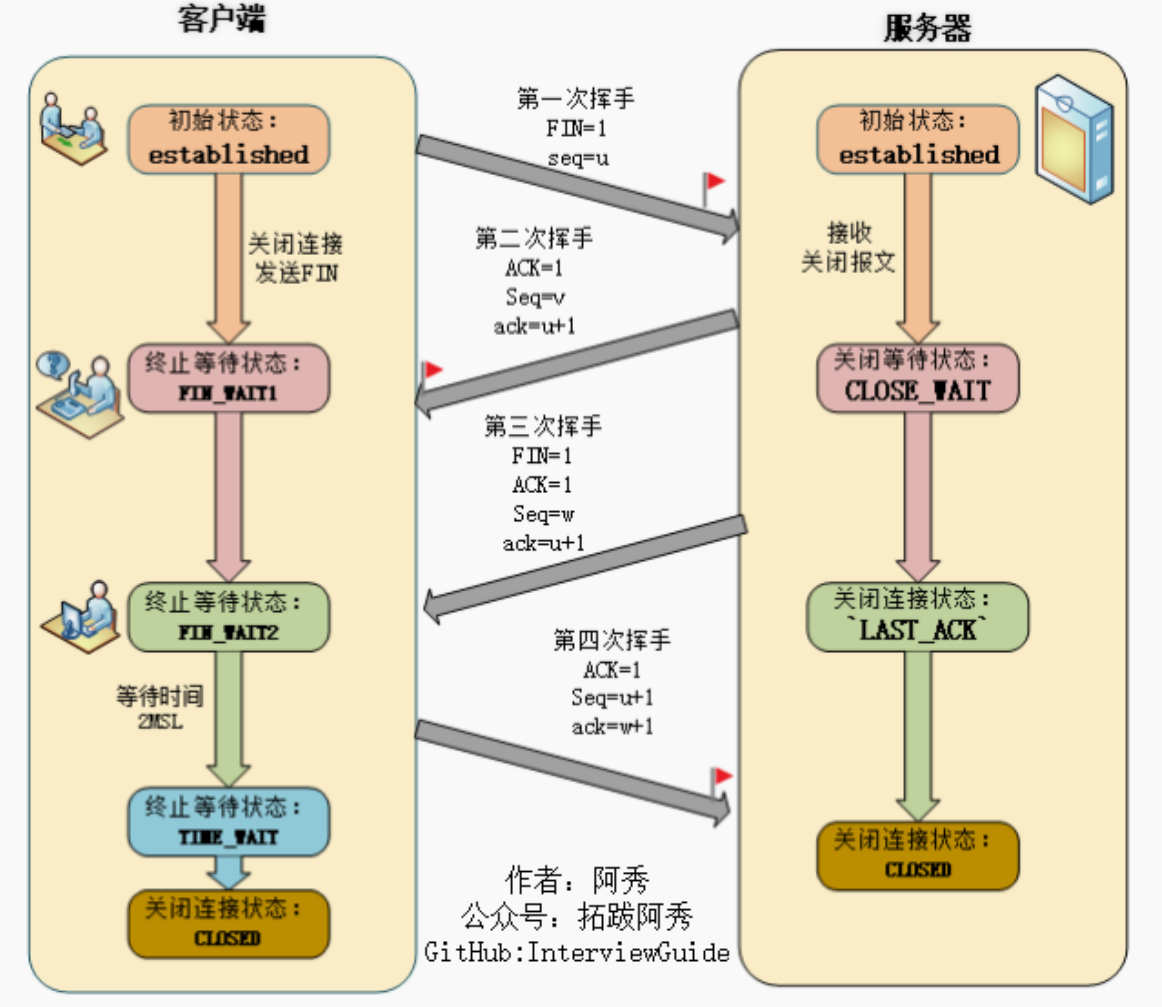 客户端
服务器
初始状态：
established
关闭连接
发送FIN
终止等待状态：
FIN_WAIT1
终止等待状态：
FIN_WAIT2
等待时间
2MSL
终止等待状态：
TIME_WAIT
关闭连接状态：
CLOSED
第一次挥手
FIN=1
seq=u
第二次挥手
ACK=1
Seq=v
ack=u+1
第三次挥手
FIN=1
ACK=1
Seq=w
ack=u+1
第四次挥手
ACK=1
Seq=u+1
ack=w+1
作者：阿秀
公众号：拓跋阿秀
GitHub:InterviewGuide
初始状态：
established
接收
关闭报文
关闭等待状态：
CLOSE_WAIT
关闭连接状态：
`LAST_ACK`
关闭连接状态：
CLOSED